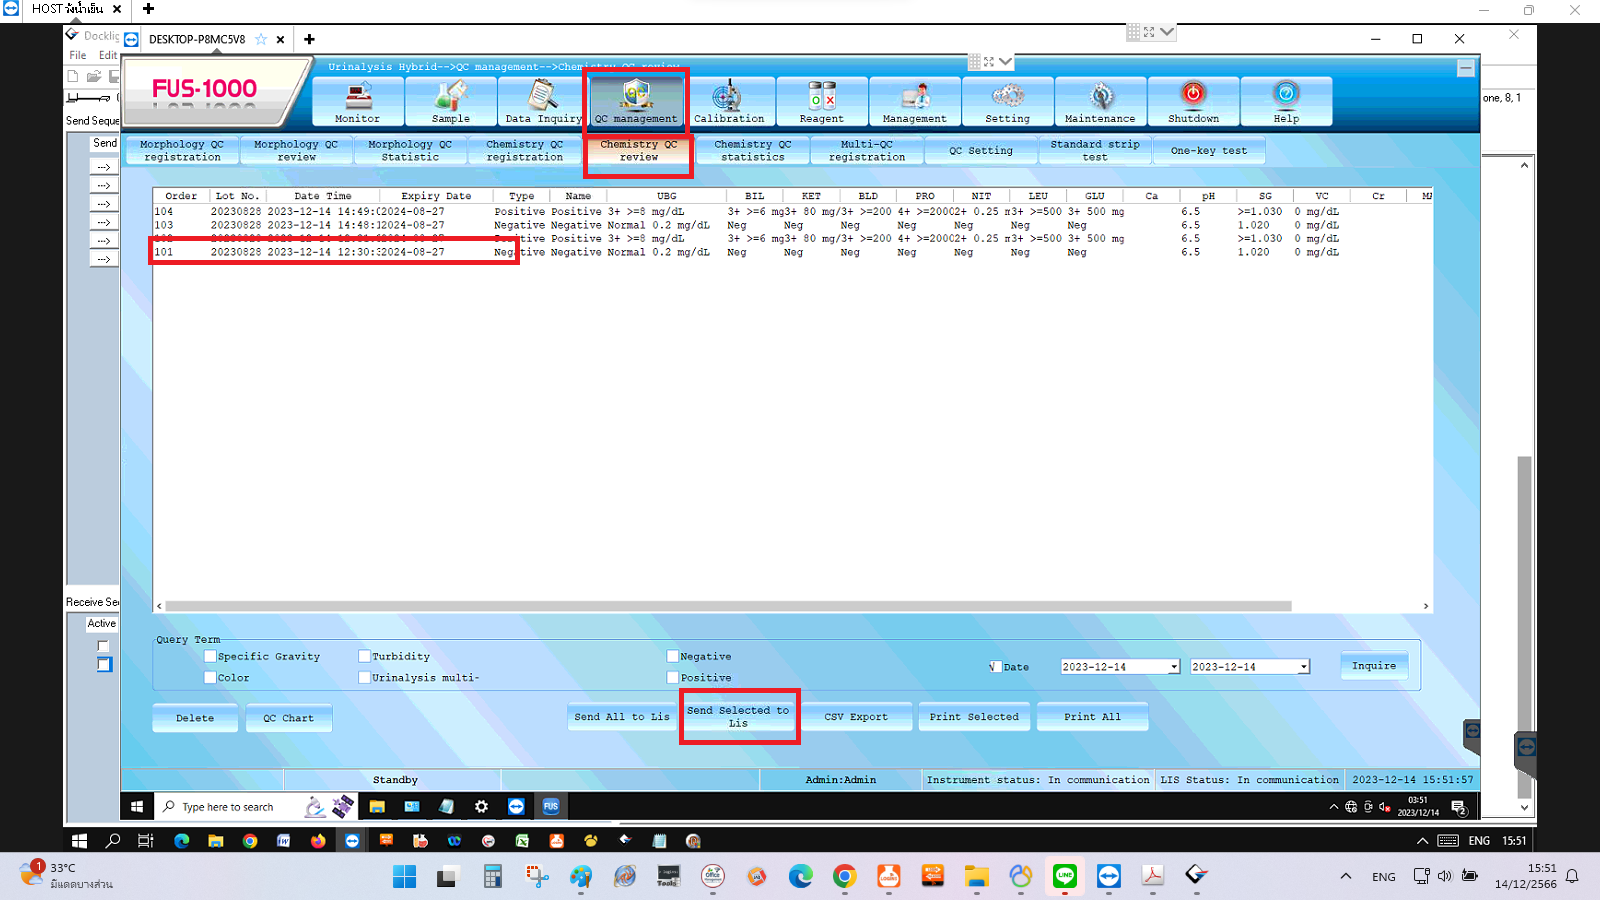 HOST วังน้ำเย็น
Docklig
DESKTOP-P8MC5V8
File Edit
FUS-1000
Urinalysis Hybrid-->QC management-->Chemistry QC review
Monitor Sample Data Inquiry QC management Calibration Reagent Management Setting Maintenance Shutdown Help
one, 8, 1
Send Seque
Send
Morphology QC registration
Morphology QC review
Morphology QC Statistic
Chemistry QC registration
Chemistry QC review
Chemistry QC statistics
Multi-QC registration
QC Setting
Standard strip test
One-key test
Order Lot No. Date Time Expiry Date Type Name UBG BIL KET BLD PRO NIT LEU GLU Ca pH SG VC Cr
104 20230828 2023-12-14 14:49:0 2024-08-27 Positive Positive 3+ >=8 mg/dL 3+ >=6 mg 3+ 80 mg/ 3+ >=200 4+ >=2000 2+ 0.25 m 3+ >=500 3+ 500 mg 6.5 >=1.030 0 mg/dL
103 20230828 2023-12-14 14:48: 2024-08-27 Negative Negative Normal 0.2 mg/dL Neg Neg Neg Neg Neg Neg Neg 6.5 1.020 0 mg/dL
Positive 3+ >=8 mg/dL 3+ >=6 mg 3+ 80 mg/ 3+ >=200 4+ >=2000 2+ 0.25 m 3+ >=500 3+ 500 mg 6.5 >=1.030 0 mg/dL
101 20230828 2023-12-14 12:30: 2024-08-27 Negative Negative Normal 0.2 mg/dL Neg Neg Neg Neg Neg Neg Neg 6.5 1.020 0 mg/dL
Receive Se
Active
Query Term
Specific Gravity Turbidity Negative
Color Urinalysis multi- Positive
Date 2023-12-14 2023-12-14 Inquire
Delete QC Chart Send All to Lis Send Selected to Lis CSV Export Print Selected Print All
Standby Admin:Admin Instrument status: In communication LIS Status: In communication 2023-12-14 15:51:57
Type here to search
FUS
03:51
2023/12/14
2
ENG 15:51
1
33°C
มีแดดบางส่วน
ENG
15:51
14/12/2566